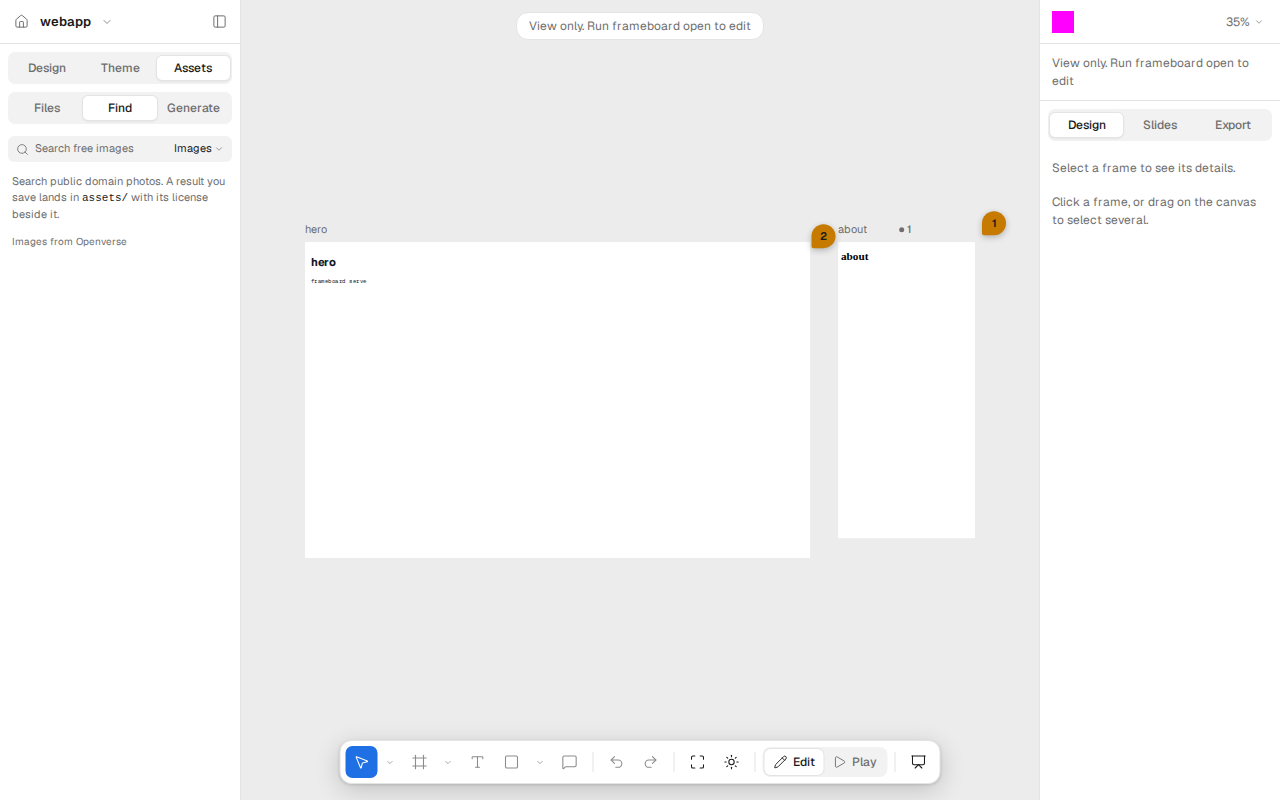 webapp
View only. Run frameboard open to edit
35%
Design Theme Assets
View only. Run frameboard open to
edit
Files Find Generate
Design Slides Export
Search free images Images
Search public domain photos. A result you
save lands in assets/ with its license
beside it.
Images from Openverse
Select a frame to see its details.
Click a frame, or drag on the canvas
to select several.
hero
2
about
1
1
hero
frameboard serve
about
Edit Play